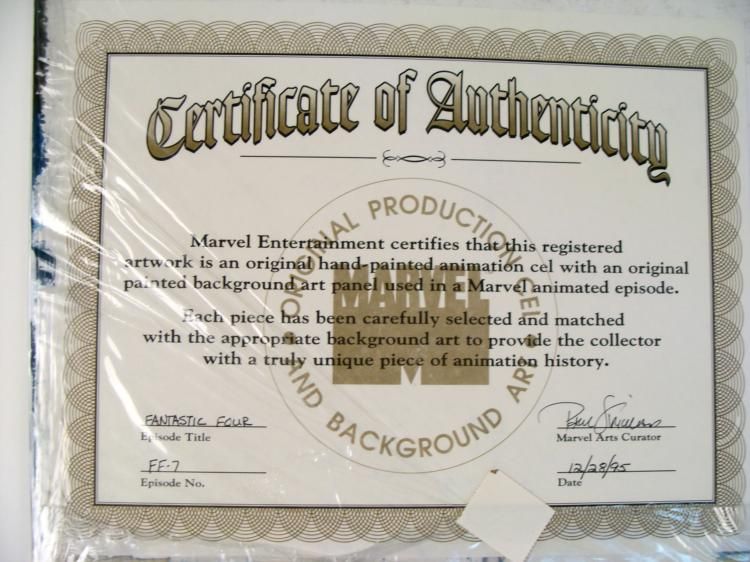 Certificate of Authenticity
ORIGINAL PRODUCTION CEL
AND BACKGROUND ART
MARVEL
M
Marvel Entertainment certifies that this registered
artwork is an original hand-painted animation cel with an original
painted background art panel used in a Marvel animated episode.
Each piece has been carefully selected and matched
with the appropriate background art to provide the collector
with a truly unique piece of animation history.
FANTASTIC FOUR
Episode Title
Marvel Arts Curator
FF-7
Episode No.
12/28/95
Date